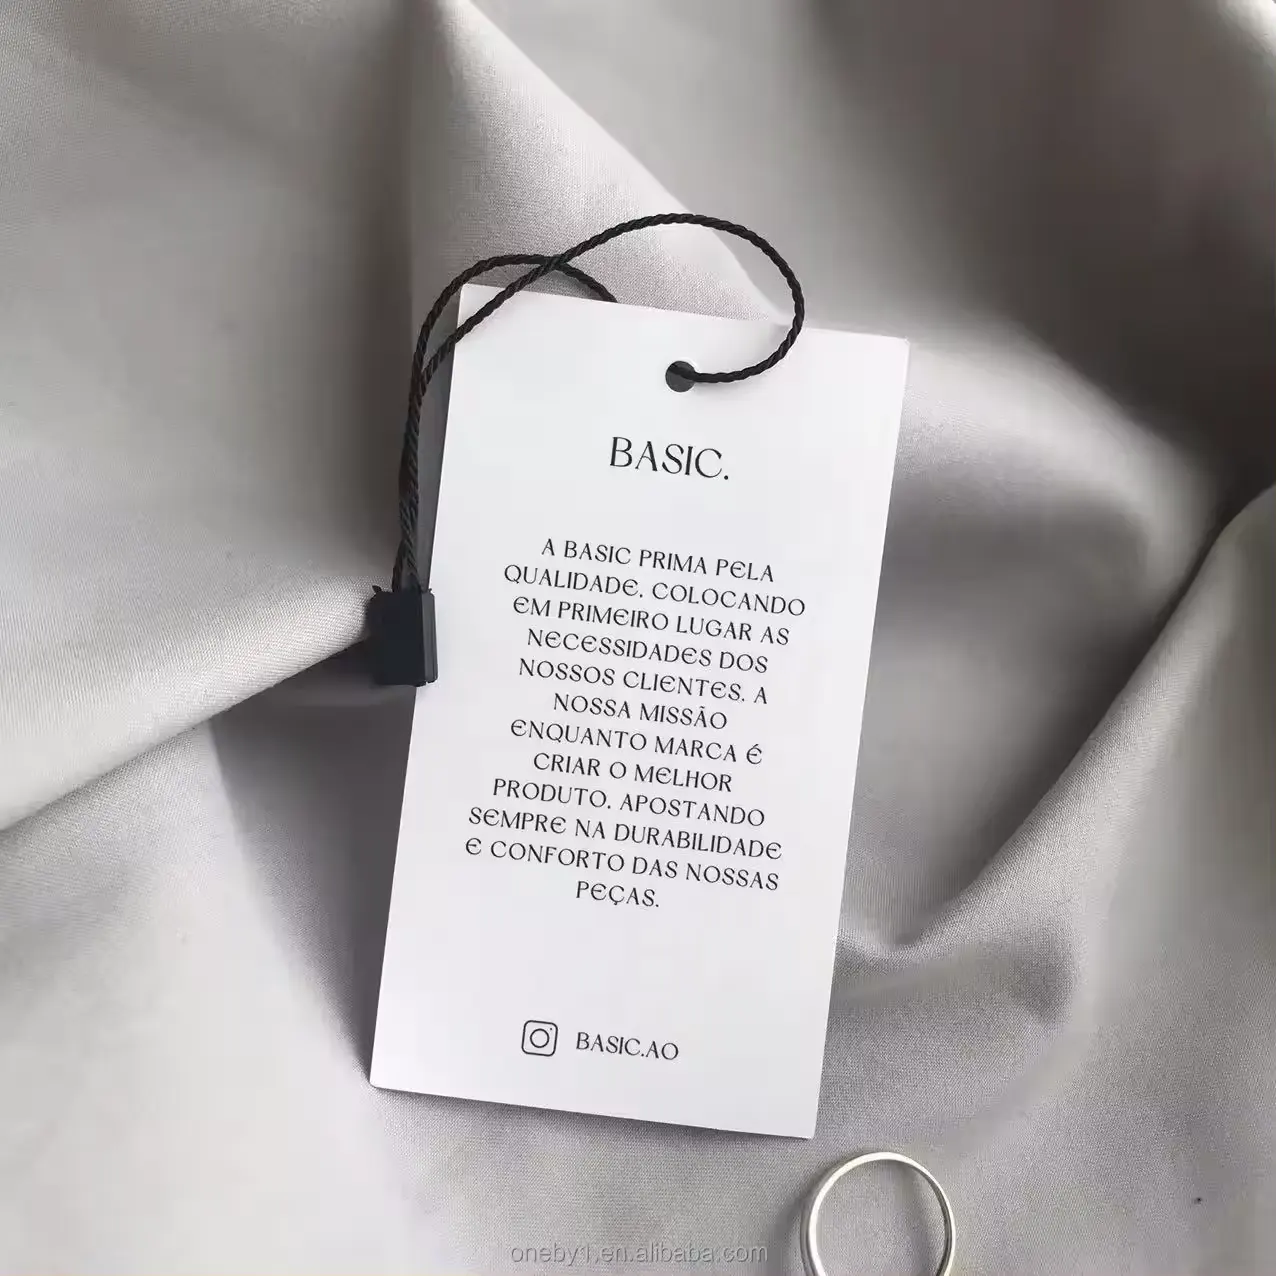 BASIC.
A BASIC PRIMA PELA
QUALIDADE, COLOCANDO
EM PRIMEIRO LUGAR AS
NECESSIDADES DOS
NOSSOS CLIENTES. A
NOSSA MISSÃO
ENQUANTO MARCA É
CRIAR O MELHOR
PRODUTO, APOSTANDO
SEMPRE NA DURABILIDADE
E CONFORTO DAS NOSSAS
PEÇAS.
BASIC.AO
oneby1.en.alibaba.com